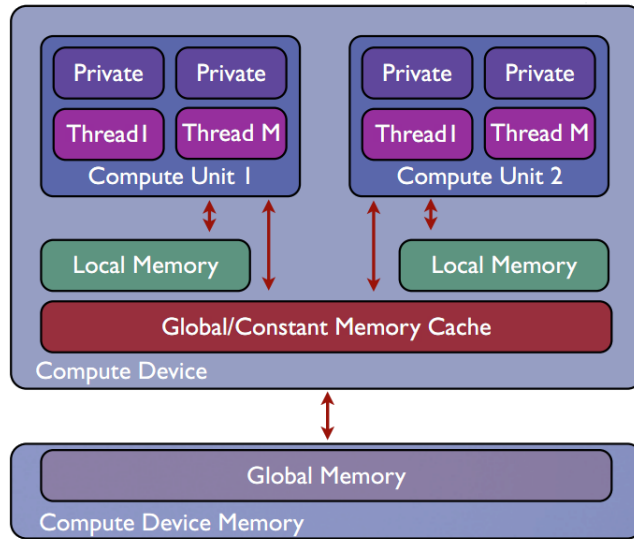 Private Private Private Private
Thread1 Thread M Thread1 Thread M
Compute Unit 1 Compute Unit 2
Local Memory Local Memory
Global/Constant Memory Cache
Compute Device
Global Memory
Compute Device Memory